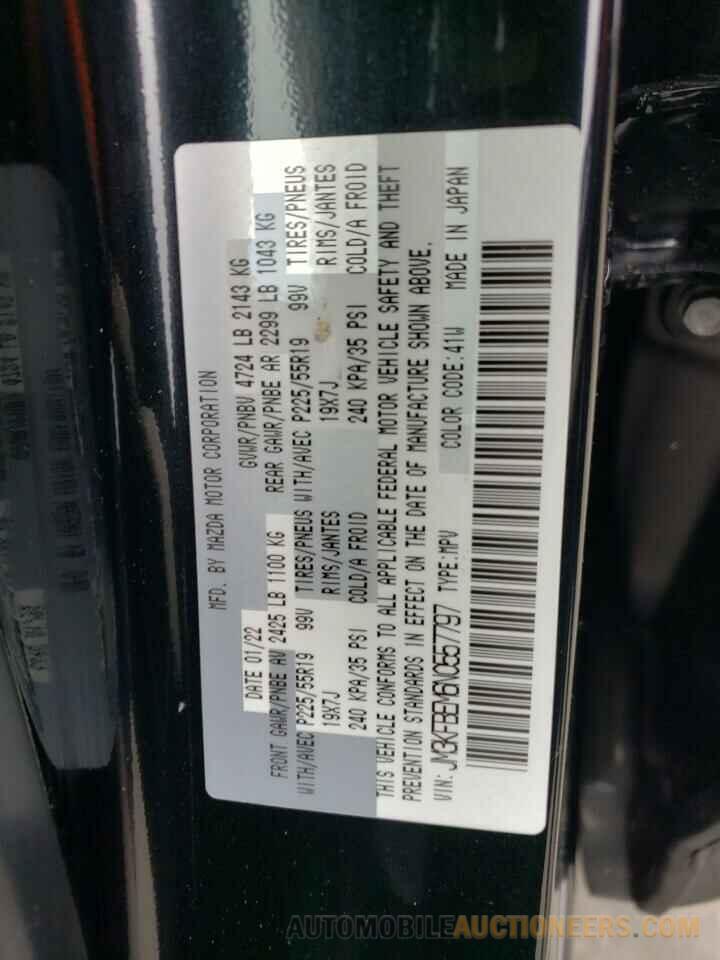 MFD. BY MAZDA MOTOR CORPORATION
DATE 01/22 GVWR/PNBV 4724 LB 2143 KG
FRONT GAWR/PNBE AV 2425 LB 1100 KG REAR GAWR/PNBE AR 2299 LB 1043 KG
WITH/AVEC P225/55R19 99V TIRES/PNEUS WITH/AVEC P225/55R19 99V TIRES/PNEUS
19X7J RIMS/JANTES 19X7J RIMS/JANTES
240 KPA/35 PSI COLD/A FROID 240 KPA/35 PSI COLD/A FROID
THIS VEHICLE CONFORMS TO ALL APPLICABLE FEDERAL MOTOR VEHICLE SAFETY AND THEFT
PREVENTION STANDARDS IN EFFECT ON THE DATE OF MANUFACTURE SHOWN ABOVE.
VIN: JM3KFBEM6N0557797 TYPE:MPV COLOR CODE:41W MADE IN JAPAN
AUTOMOBILEAUCTIONEERS.COM